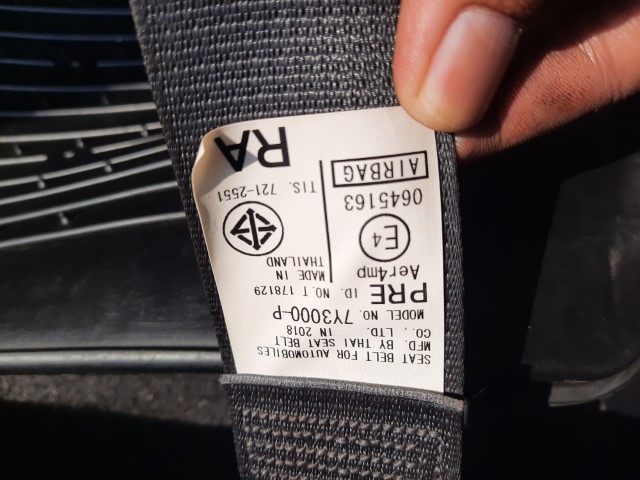 SEAT BELT FOR AUTOMOBILES
MFD. BY THAI SEAT BELT
CO., LTD. IN 2018
MODEL NO. 7Y3000-P
PRE ID. NO. T 178129
Aer4mp
MADE IN
THAILAND
E4
0645163
TIS. 721-2551
AIRBAG
RA